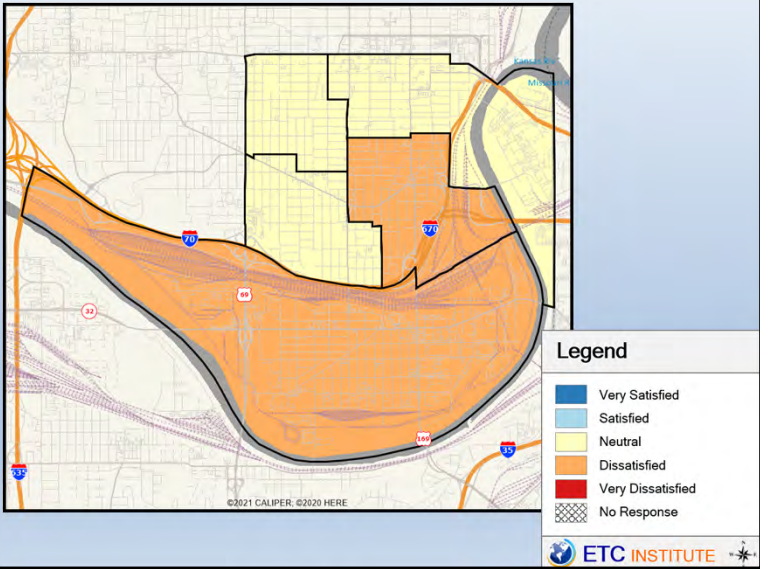 Kansas
Missouri
70
670
69
32
169
35
635
©2021 CALIPER; ©2020 HERE
Legend
Very Satisfied
Satisfied
Neutral
Dissatisfied
Very Dissatisfied
No Response
ETC INSTITUTE